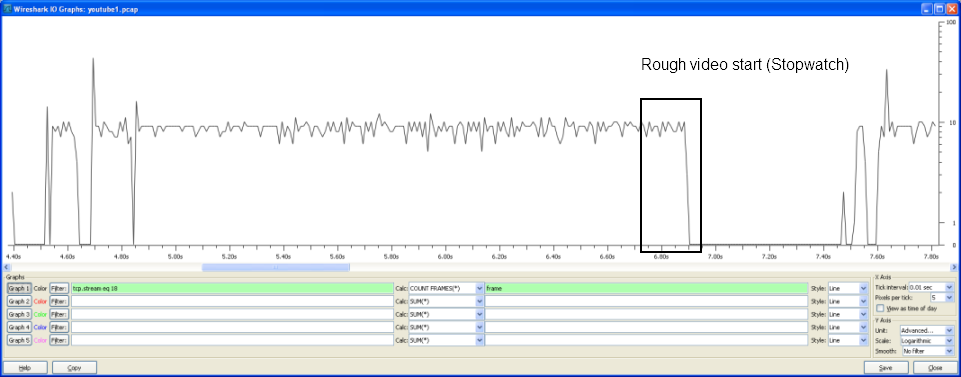 Wireshark IO Graphs: youtube1.pcap
100
Rough video start (Stopwatch)
10
1
0
4.40s 4.60s 4.80s 5.00s 5.20s 5.40s 5.60s 5.80s 6.00s 6.20s 6.40s 6.60s 6.80s 7.00s 7.20s 7.40s 7.60s 7.80s
Graphs X Axis
Graph 1 Color Filter: tcp.stream eq 18 Calc: COUNT FRAMES(*) frame Style: Line Tick interval: 0.01 sec
Graph 2 Color Filter: Calc: SUM(*) Style: Line Pixels per tick: 5
Graph 3 Color Filter: Calc: SUM(*) Style: Line View as time of day
Graph 4 Color Filter: Calc: SUM(*) Style: Line Y Axis
Unit: Advanced...
Graph 5 Color Filter: Calc: SUM(*) Style: Line Scale: Logarithmic
Smooth: No filter
Help Copy Save Close